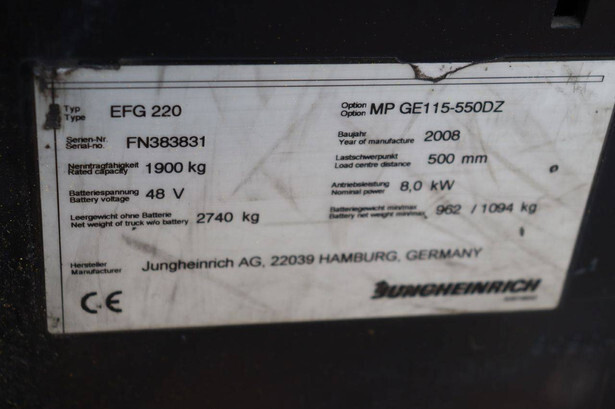 Typ
Type
EFG 220
Option
Option
MP GE115-550DZ
Serien-Nr.
Serial-no.
FN383831
Baujahr
Year of manufacture
2008
Nenntragfähigkeit
Rated capacity
1900 kg
Lastschwerpunkt
Load centre distance
500 mm
Batteriespannung
Battery voltage
48 V
Antriebsleistung
Nominal power
8,0 kW
Leergewicht ohne Batterie
Net weight of truck w/o battery
2740 kg
Batteriegewicht min/max
Battery net weight min/max
962 / 1094 kg
Hersteller
Manufacturer
Jungheinrich AG, 22039 HAMBURG, GERMANY
CE
JUNGHEINRICH